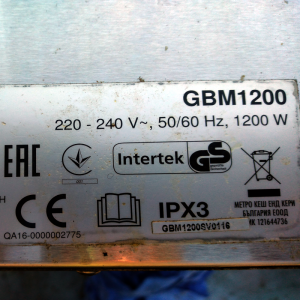 GBM1200
220 - 240 V~, 50/60 Hz, 1200 W
EAC
Intertek GS
CE
IPX3
GBM1200SV0116
МЕТРО КЕШ ЕНД КЕРИ
БЪЛГАРИЯ ЕООД
121644736
QA16-0000002775